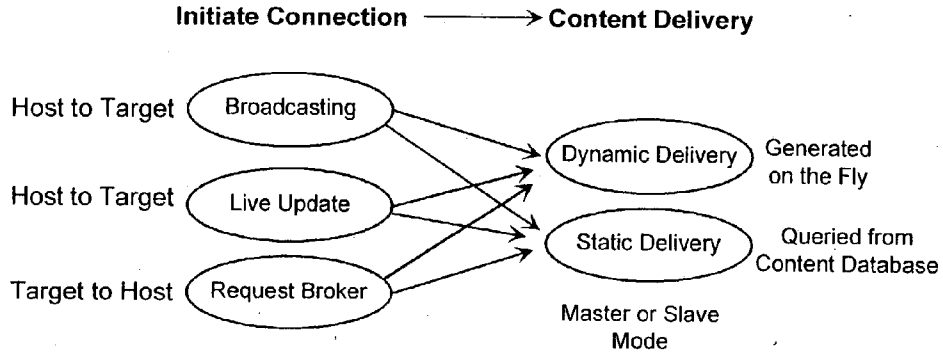 Initiate Connection Content Delivery
Host to Target Broadcasting
Dynamic Delivery Generated
on the Fly
Host to Target Live Update
Static Delivery Queried from
Content Database
Target to Host Request Broker
Master or Slave
Mode